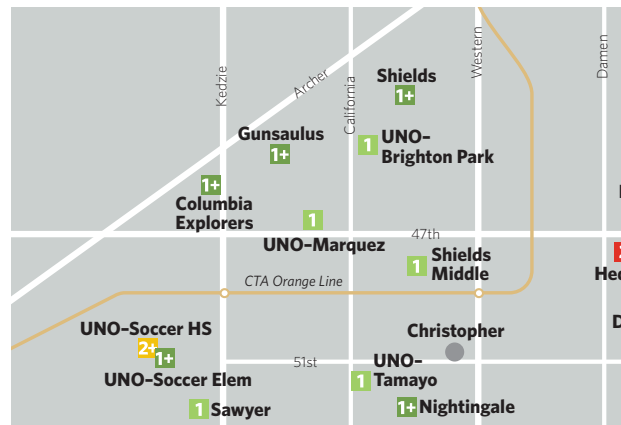 Shields
1+
Western
Damen
Kedzie
Archer
California
Gunsaulus
1+
1
UNO–
Brighton Park
1+
Columbia
Explorers
1
UNO–Marquez
47th
1
Shields
Middle
CTA Orange Line
UNO–Soccer HS
2+
1+
UNO–Soccer Elem
Christopher
51st
UNO–
1
Tamayo
1
Sawyer
1+
Nightingale